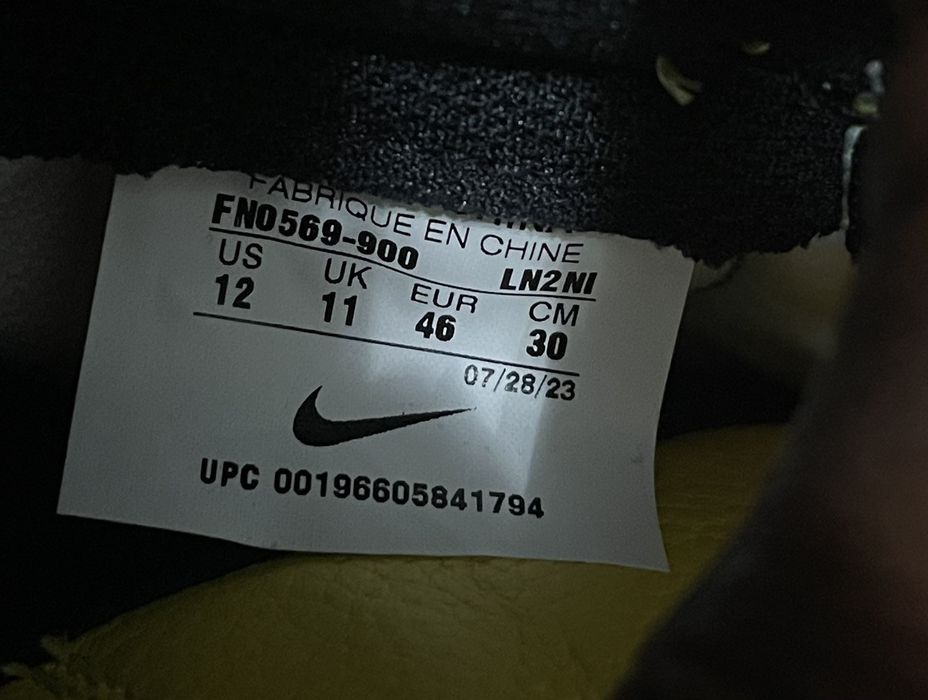 FABRIQUE EN CHINE
FN0569-900 LN2NI
US UK EUR CM
12 11 46 30
07/28/23
UPC 00196605841794